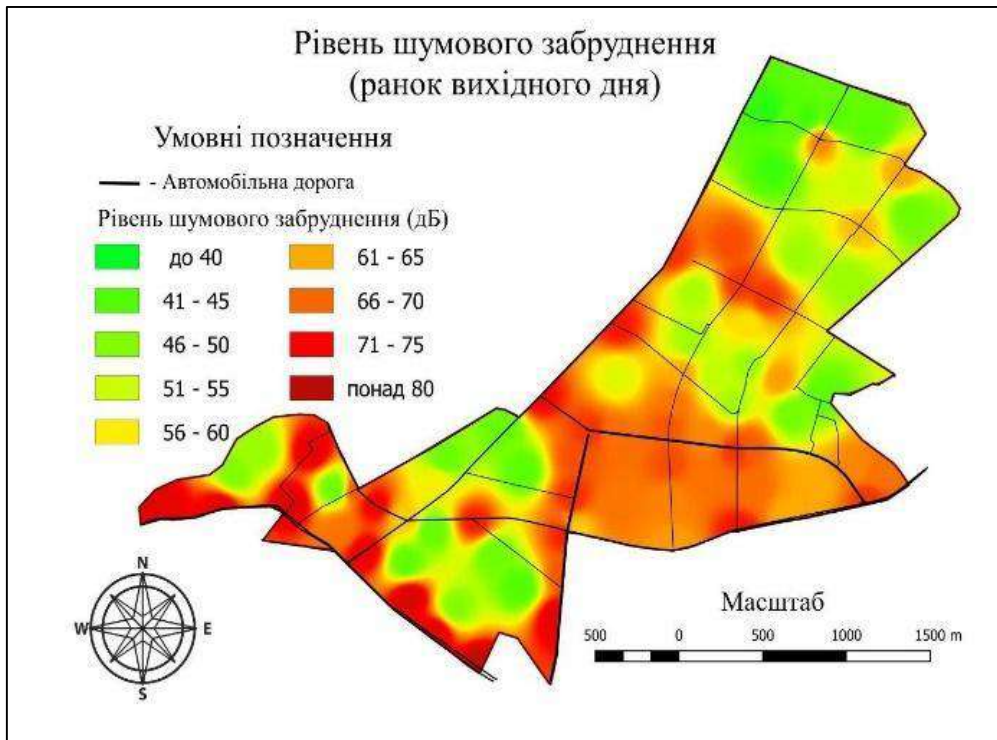 Рівень шумового забруднення
(ранок вихідного дня)
Умовні позначення
- Автомобільна дорога
Рівень шумового забруднення (дБ)
до 40
41 - 45
46 - 50
51 - 55
56 - 60
61 - 65
66 - 70
71 - 75
понад 80
N
W
E
S
Масштаб
500 0 500 1000 1500 m